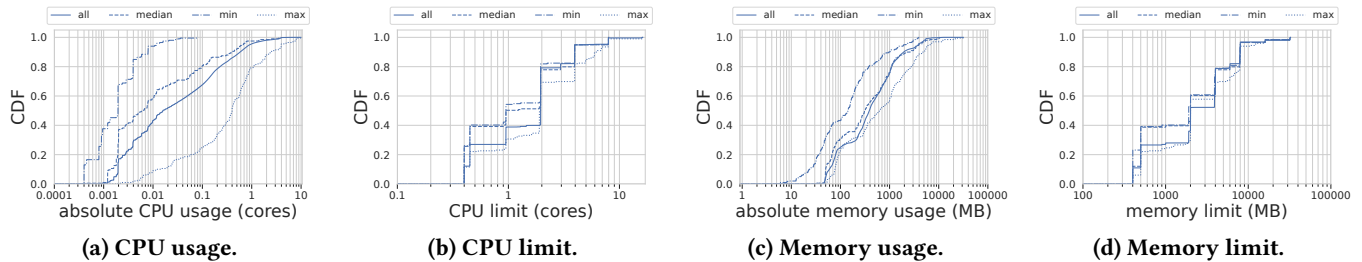 all median min max
1.0
0.8
0.6
0.4
0.2
0.0
CDF
0.0001 0.001 0.01 0.1 1 10
absolute CPU usage (cores)
(a) CPU usage.
all median min max
1.0
0.8
0.6
0.4
0.2
0.0
CDF
0.1 1 10
CPU limit (cores)
(b) CPU limit.
all median min max
1.0
0.8
0.6
0.4
0.2
0.0
CDF
1 10 100 1000 10000 100000
absolute memory usage (MB)
(c) Memory usage.
all median min max
1.0
0.8
0.6
0.4
0.2
0.0
CDF
100 1000 10000 100000
memory limit (MB)
(d) Memory limit.